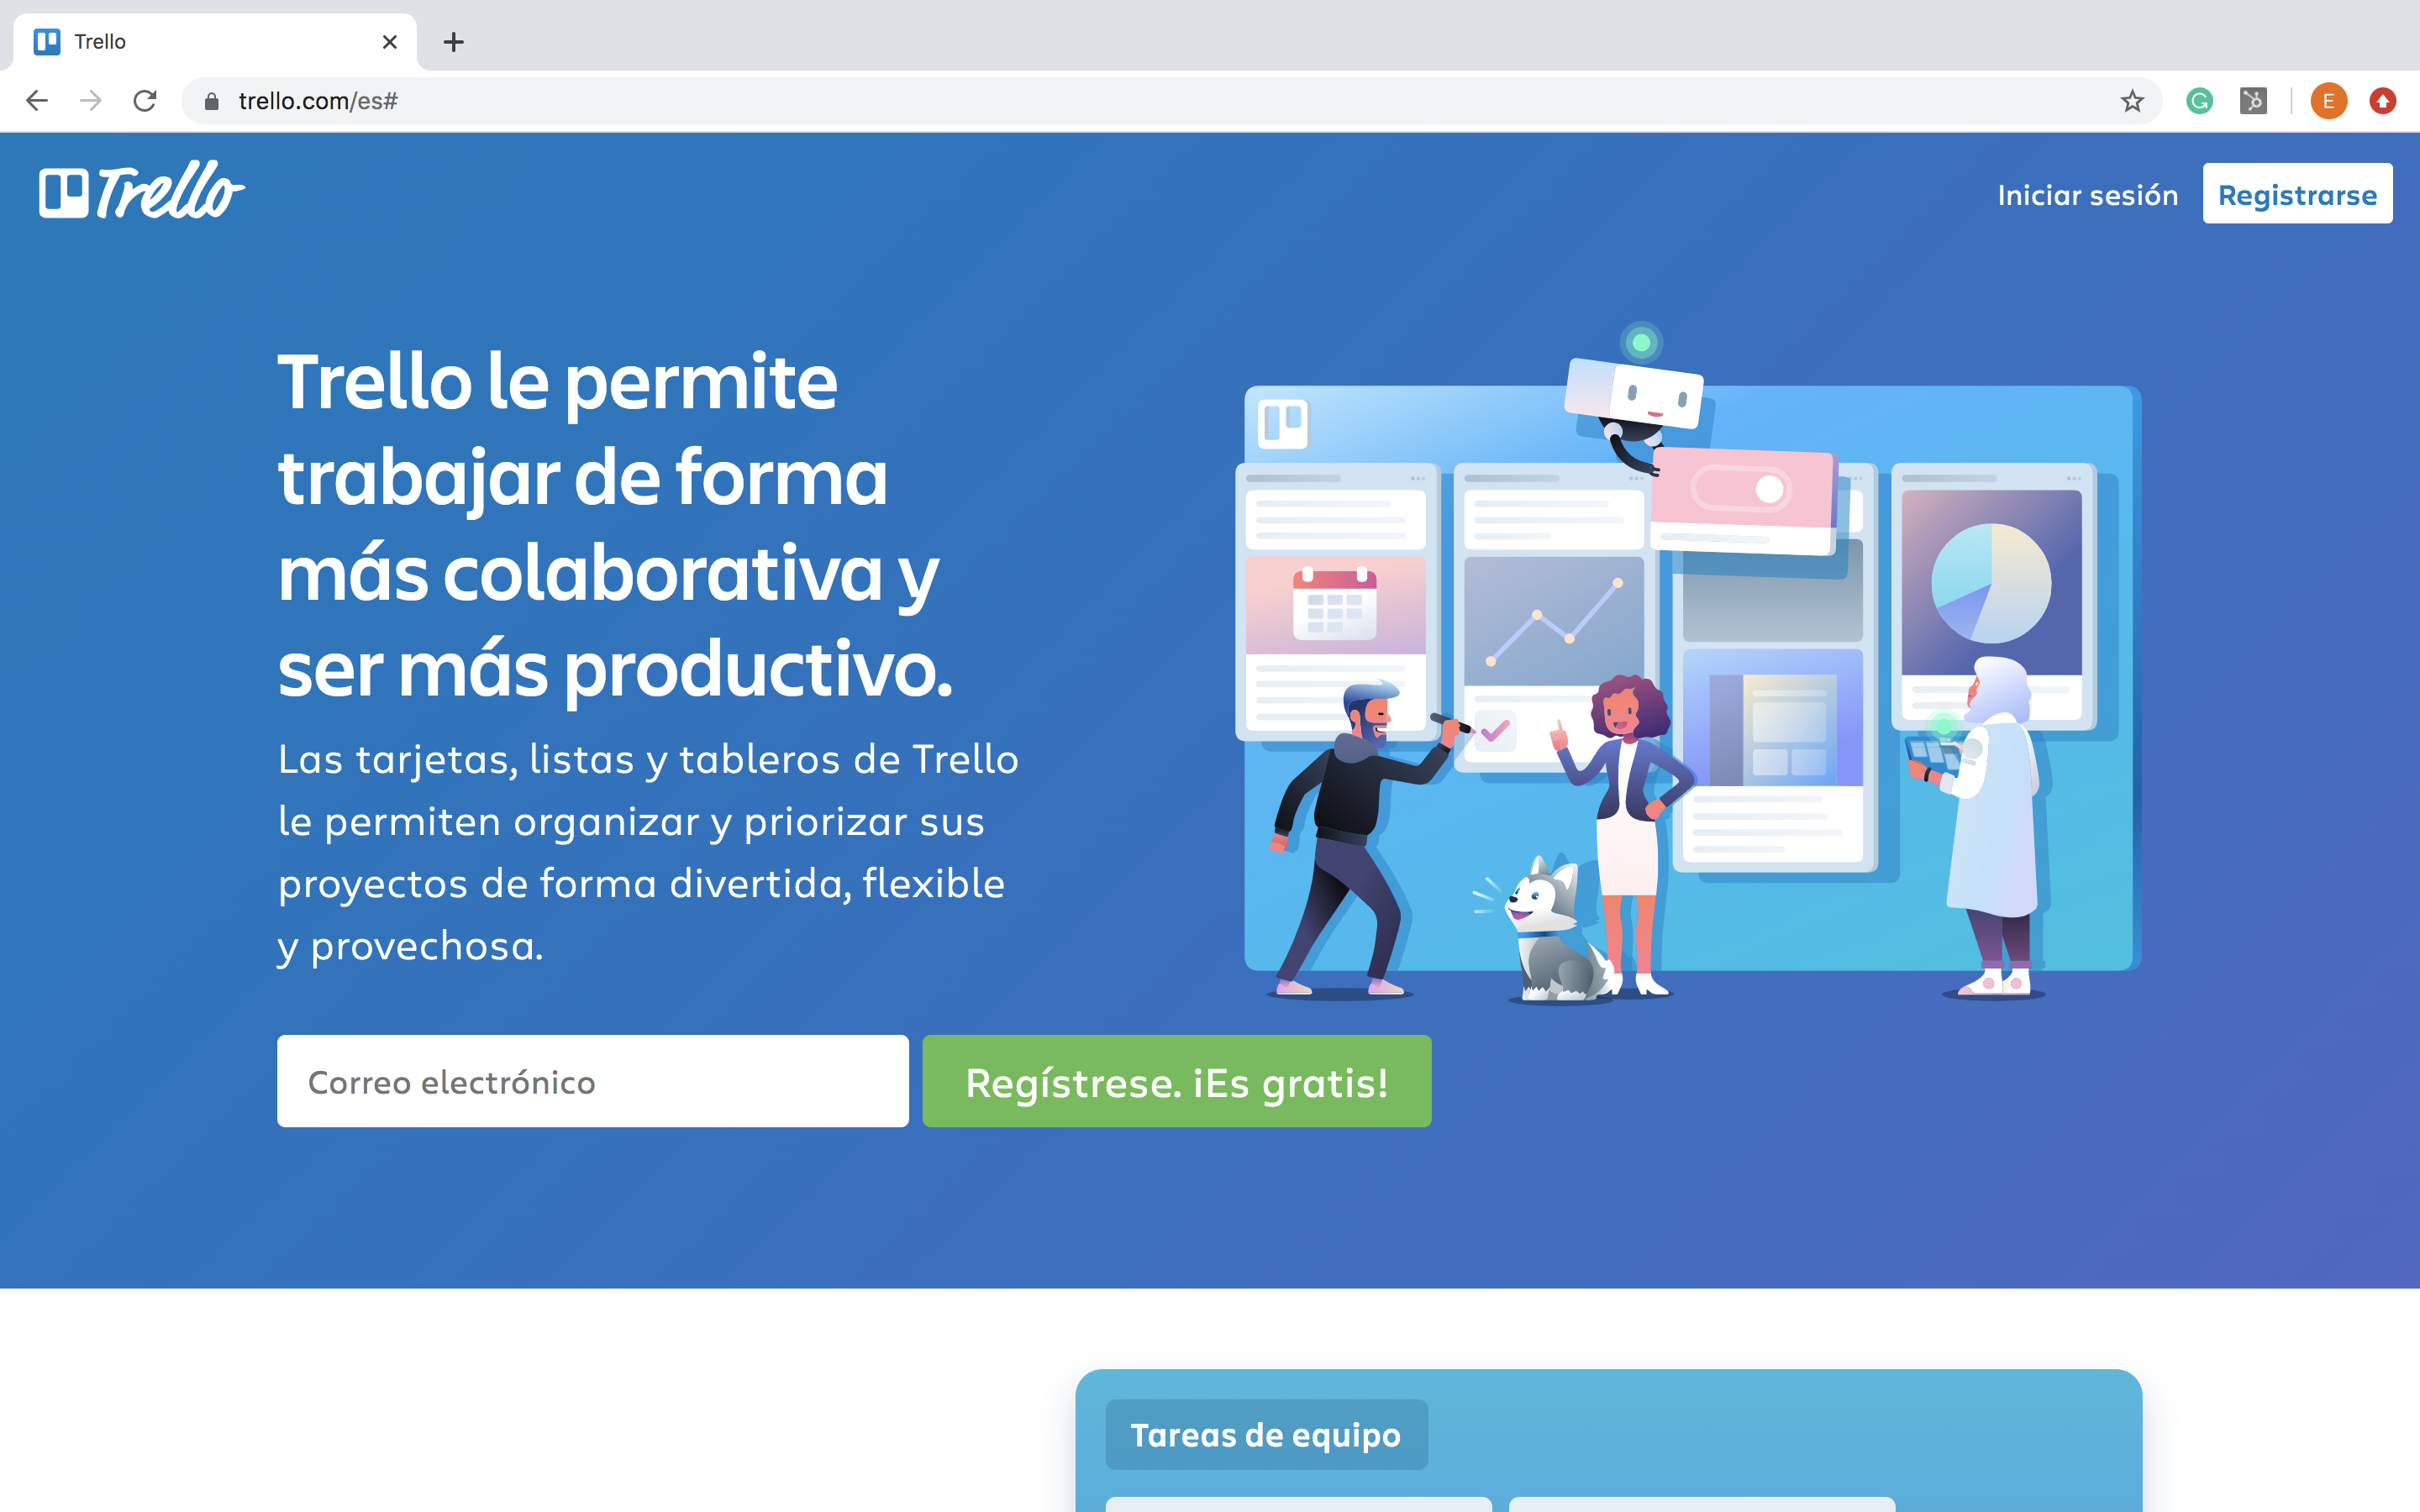 Trello
trello.com/es#
E
Trello
Iniciar sesión
Registrarse
Trello le permite
trabajar de forma
más colaborativa y
ser más productivo.
Las tarjetas, listas y tableros de Trello
le permiten organizar y priorizar sus
proyectos de forma divertida, flexible
y provechosa.
Correo electrónico
Regístrese. ¡Es gratis!
Tareas de equipo